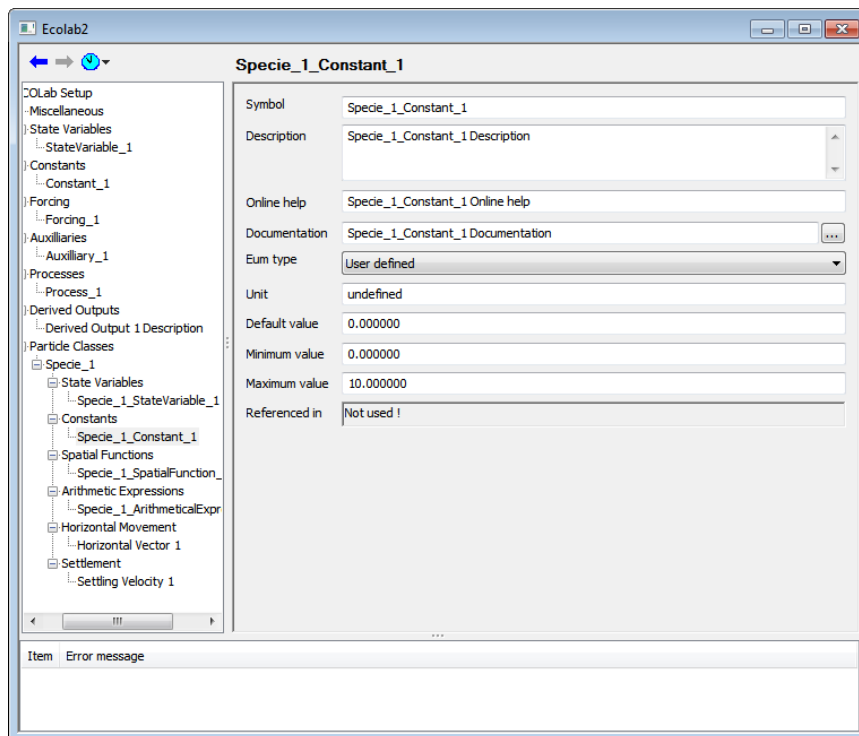 Ecolab2
Specie_1_Constant_1
COLab Setup
Miscellaneous
State Variables
StateVariable_1
Constants
Constant_1
Forcing
Forcing_1
Auxilliaries
Auxilliary_1
Processes
Process_1
Derived Outputs
Derived Output 1 Description
Particle Classes
Specie_1
State Variables
Specie_1_StateVariable_1
Constants
Specie_1_Constant_1
Spatial Functions
Specie_1_SpatialFunction_
Arithmetic Expressions
Specie_1_ArithmeticalExpr
Horizontal Movement
Horizontal Vector 1
Settlement
Settling Velocity 1
Symbol Specie_1_Constant_1
Description Specie_1_Constant_1 Description
Online help Specie_1_Constant_1 Online help
Documentation Specie_1_Constant_1 Documentation ...
Eum type User defined
Unit undefined
Default value 0.000000
Minimum value 0.000000
Maximum value 10.000000
Referenced in Not used !
Item Error message